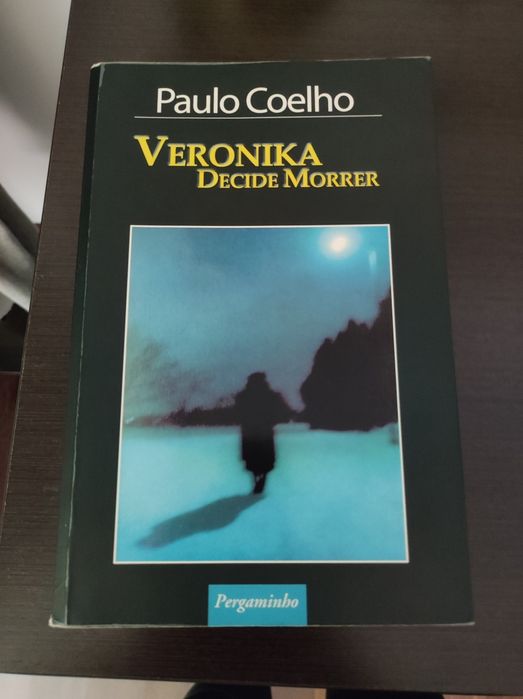 Paulo Coelho
VERONIKA
DECIDE MORRER
Pergaminho